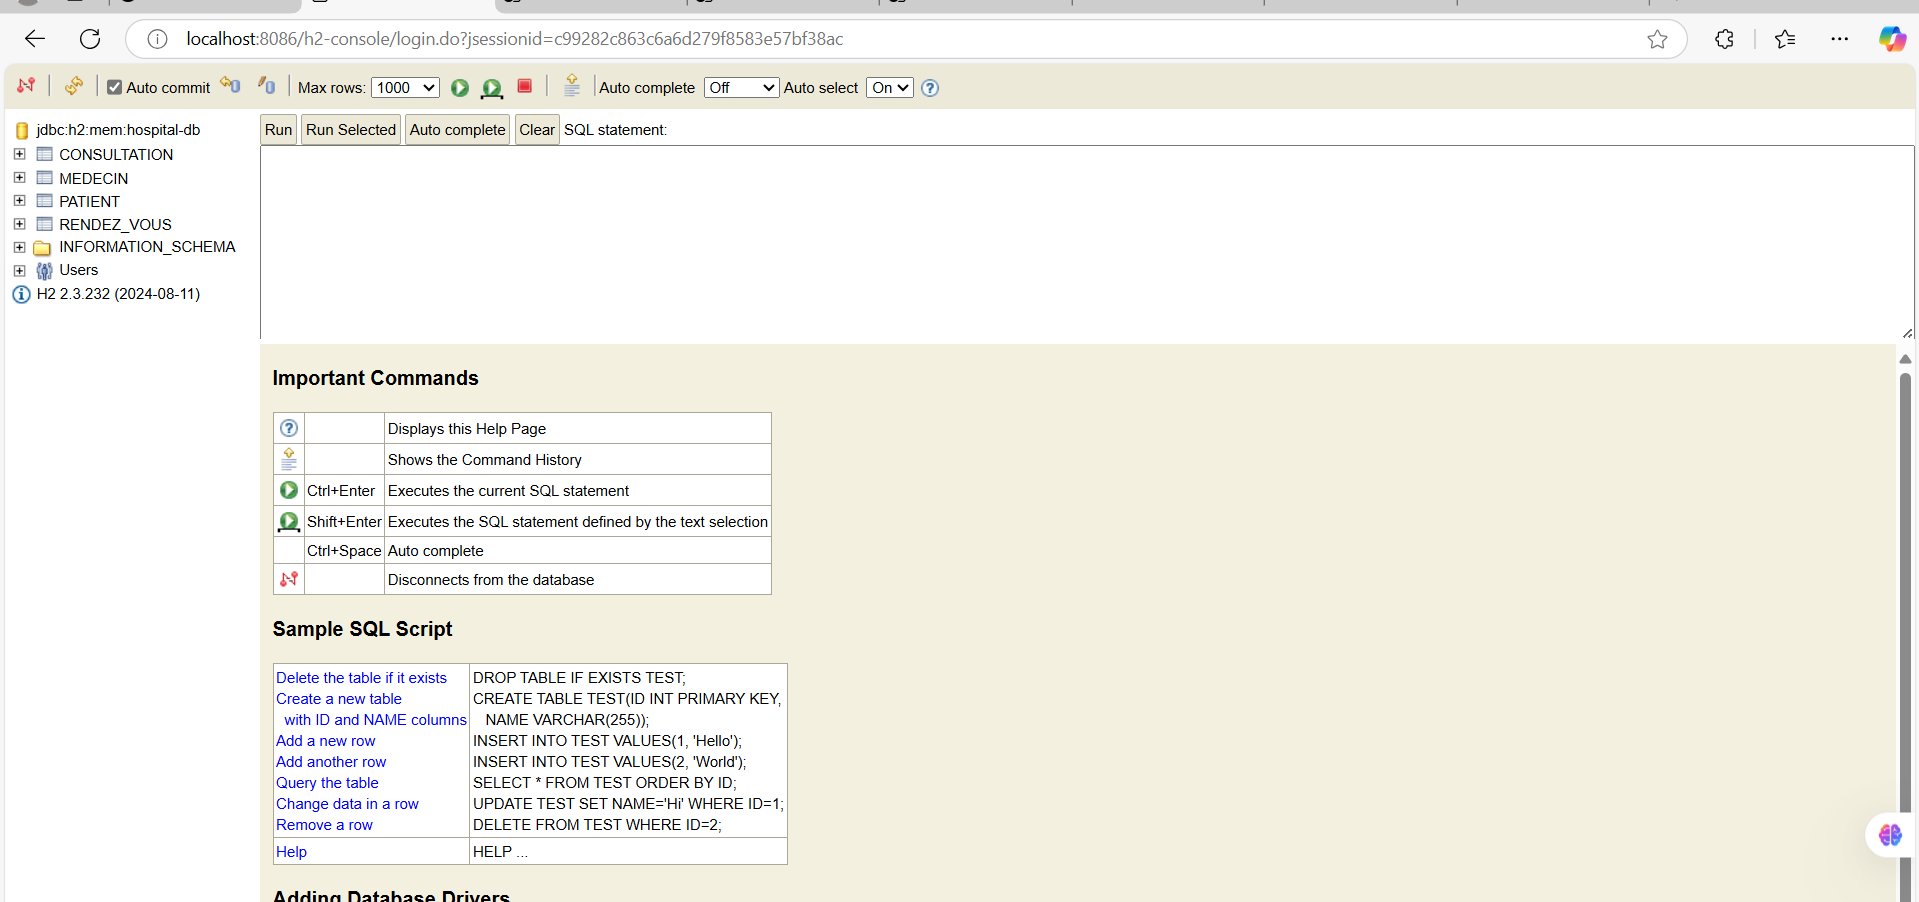 localhost:8086/h2-console/login.do?jsessionid=c99282c863c6a6d279f8583e57bf38ac
Auto commit Max rows: 1000 Auto complete Off Auto select On
jdbc:h2:mem:hospital-db
CONSULTATION
MEDECIN
PATIENT
RENDEZ_VOUS
INFORMATION_SCHEMA
Users
H2 2.3.232 (2024-08-11)
Run Run Selected Auto complete Clear SQL statement:
Important Commands
Displays this Help Page
Shows the Command History
Ctrl+Enter Executes the current SQL statement
Shift+Enter Executes the SQL statement defined by the text selection
Ctrl+Space Auto complete
Disconnects from the database
Sample SQL Script
Delete the table if it exists DROP TABLE IF EXISTS TEST;
Create a new table CREATE TABLE TEST(ID INT PRIMARY KEY,
with ID and NAME columns NAME VARCHAR(255));
Add a new row INSERT INTO TEST VALUES(1, 'Hello');
Add another row INSERT INTO TEST VALUES(2, 'World');
Query the table SELECT * FROM TEST ORDER BY ID;
Change data in a row UPDATE TEST SET NAME='Hi' WHERE ID=1;
Remove a row DELETE FROM TEST WHERE ID=2;
Help HELP ...
Adding Database Drivers